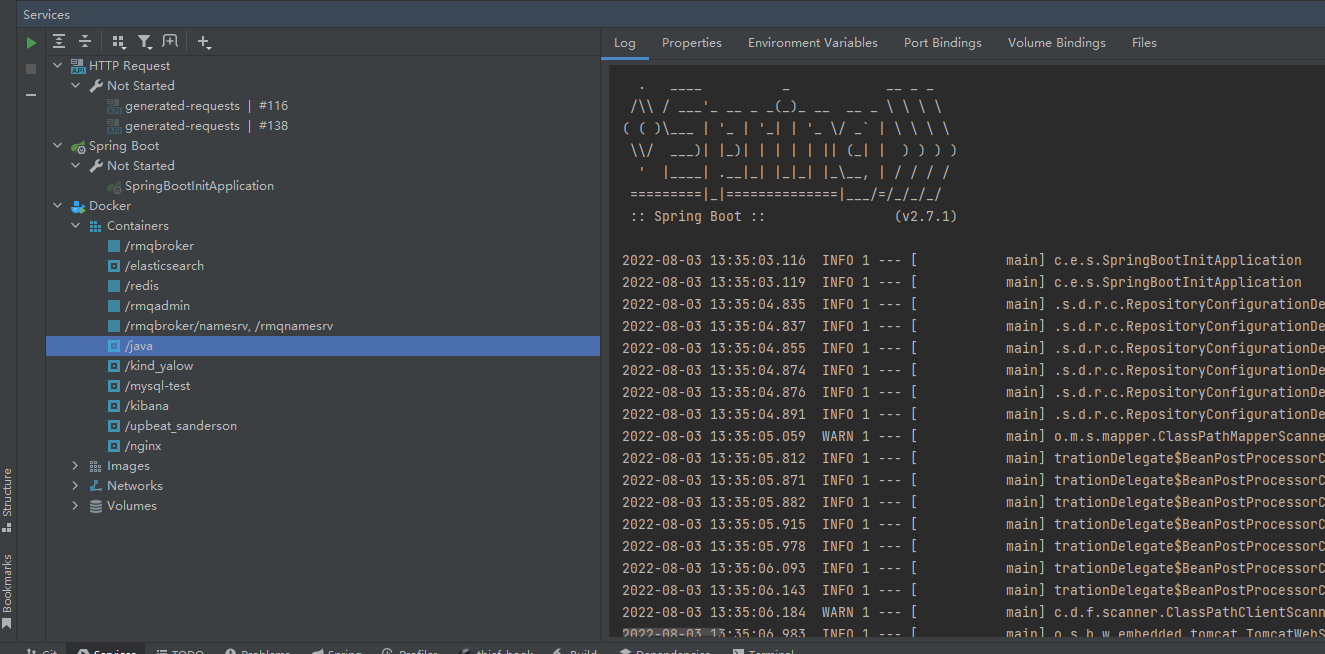 Services
Log Properties Environment Variables Port Bindings Volume Bindings Files
HTTP Request
Not Started
generated-requests | #116
generated-requests | #138
Spring Boot
Not Started
SpringBootInitApplication
Docker
Containers
/rmqbroker
/elasticsearch
/redis
/rmqadmin
/rmqbroker/namesrv, /rmqnamesrv
/java
/kind_yalow
/mysql-test
/kibana
/upbeat_sanderson
/nginx
Images
Networks
Volumes
:: Spring Boot :: (v2.7.1)
2022-08-03 13:35:03.116 INFO 1 --- [ main] c.e.s.SpringBootInitApplication
2022-08-03 13:35:03.119 INFO 1 --- [ main] c.e.s.SpringBootInitApplication
2022-08-03 13:35:04.835 INFO 1 --- [ main] .s.d.r.c.RepositoryConfigurationDe
2022-08-03 13:35:04.837 INFO 1 --- [ main] .s.d.r.c.RepositoryConfigurationDe
2022-08-03 13:35:04.855 INFO 1 --- [ main] .s.d.r.c.RepositoryConfigurationDe
2022-08-03 13:35:04.874 INFO 1 --- [ main] .s.d.r.c.RepositoryConfigurationDe
2022-08-03 13:35:04.876 INFO 1 --- [ main] .s.d.r.c.RepositoryConfigurationDe
2022-08-03 13:35:04.891 INFO 1 --- [ main] .s.d.r.c.RepositoryConfigurationDe
2022-08-03 13:35:05.059 WARN 1 --- [ main] o.m.s.mapper.ClassPathMapperScanne
2022-08-03 13:35:05.812 INFO 1 --- [ main] trationDelegate$BeanPostProcessorC
2022-08-03 13:35:05.871 INFO 1 --- [ main] trationDelegate$BeanPostProcessorC
2022-08-03 13:35:05.882 INFO 1 --- [ main] trationDelegate$BeanPostProcessorC
2022-08-03 13:35:05.915 INFO 1 --- [ main] trationDelegate$BeanPostProcessorC
2022-08-03 13:35:05.978 INFO 1 --- [ main] trationDelegate$BeanPostProcessorC
2022-08-03 13:35:06.093 INFO 1 --- [ main] trationDelegate$BeanPostProcessorC
2022-08-03 13:35:06.143 INFO 1 --- [ main] trationDelegate$BeanPostProcessorC
2022-08-03 13:35:06.184 WARN 1 --- [ main] c.d.f.scanner.ClassPathClientScann
2022-08-03 13:35:06.983 INFO 1 --- [ main] o.s.b.w.embedded.tomcat.TomcatWebS
Structure
Bookmarks
Git Services TODO Problems Spring Profiler Build Dependencies Terminal